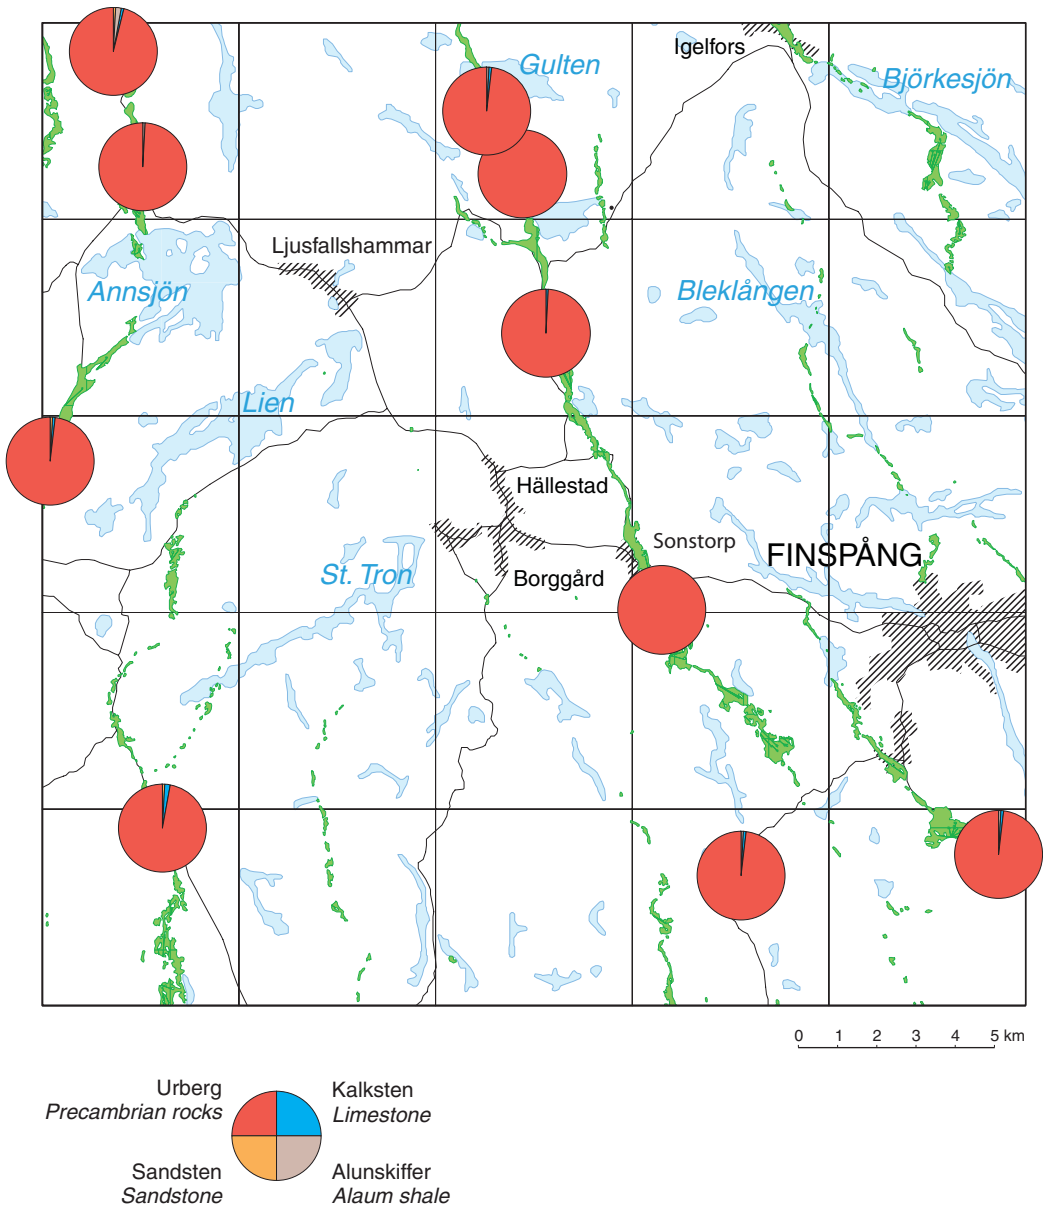 Igelfors
Gulten
Björkesjön
Ljusfallshammar
Annsjön
Bleklången
Lien
Hällestad
Sonstorp
FINSPÅNG
St. Tron
Borggård
0 1 2 3 4 5 km
Urberg
Precambrian rocks
Kalksten
Limestone
Sandsten
Sandstone
Alunskiffer
Alaum shale